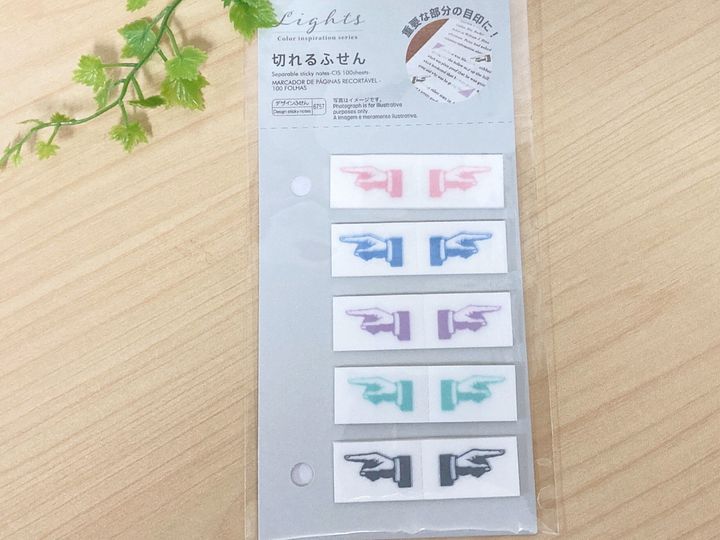 Lights
Color inspiration series
切れるふせん
Separable sticky notes-CIS 100sheets-
MARCADOR DE PÁGINAS RECORTÁVEL -
100 FOLHAS
デザインふせん
Design sticky notes
6757
写真はイメージです。
Photograph is for illustrative
purposes only.
A imagem é meramente ilustrativa.
重要な部分の目印に!